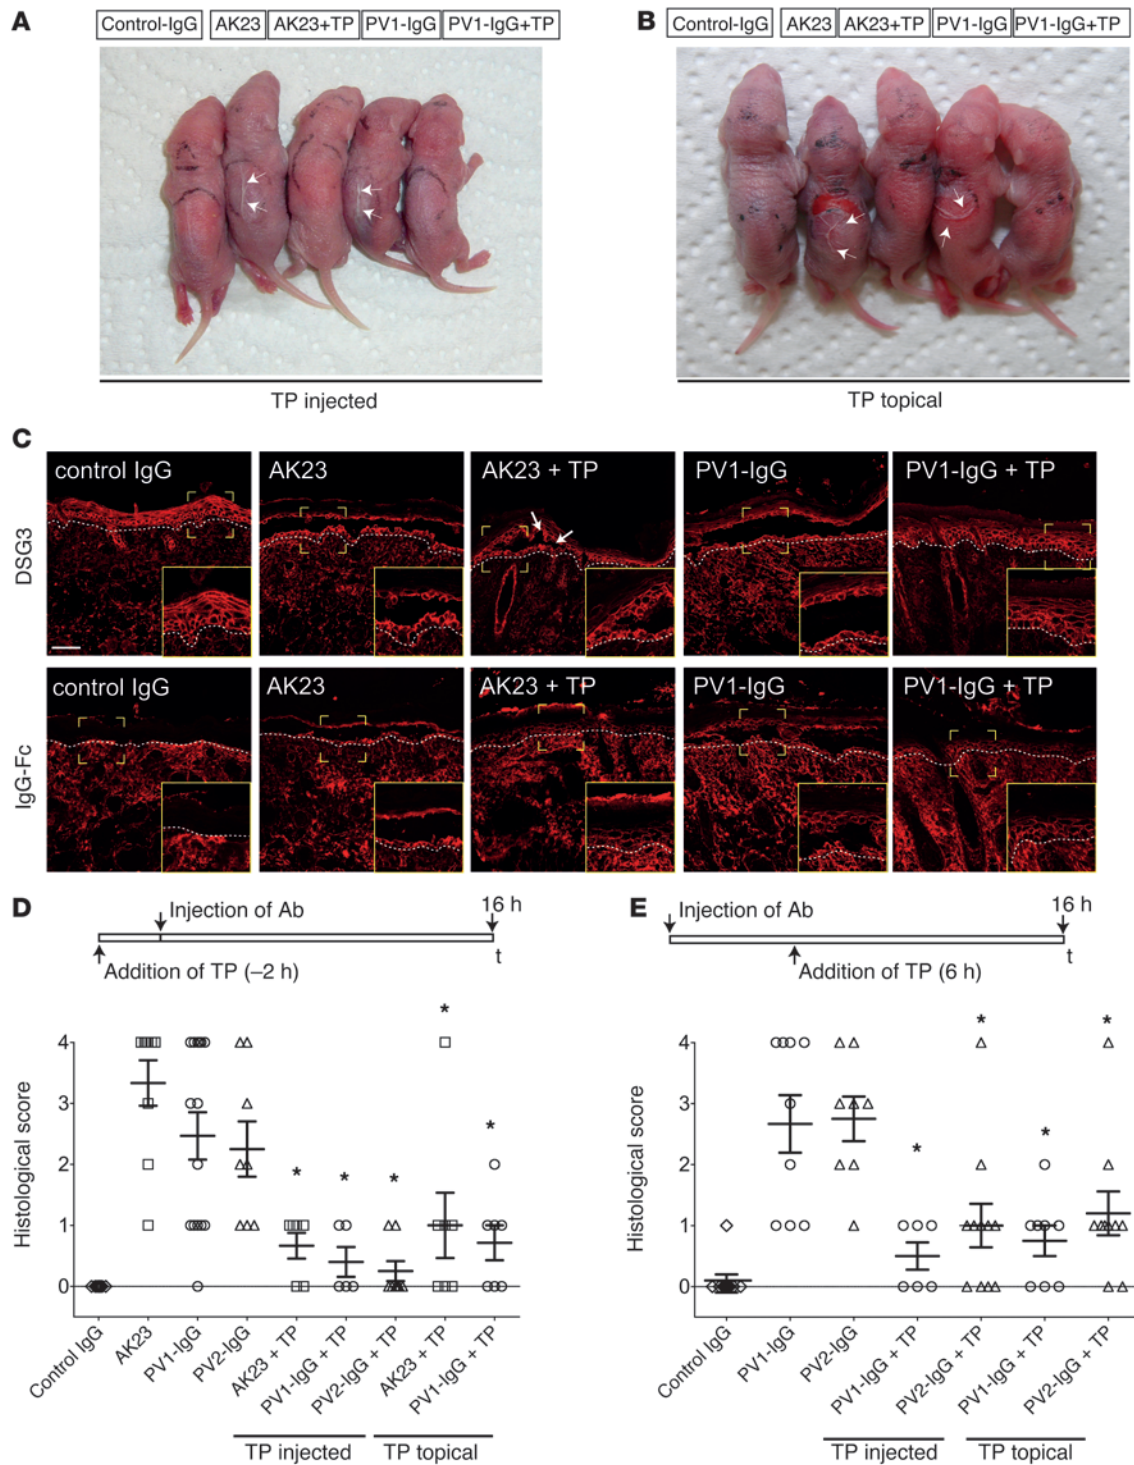 A
Control-IgG AK23 AK23+TP PV1-IgG PV1-IgG+TP
TP injected
B
Control-IgG AK23 AK23+TP PV1-IgG PV1-IgG+TP
TP topical
C
DSG3
control IgG AK23 AK23 + TP PV1-IgG PV1-IgG + TP
IgG-Fc
control IgG AK23 AK23 + TP PV1-IgG PV1-IgG + TP
D
Injection of Ab
16 h
t
Addition of TP (–2 h)
Histological score
4
3
2
1
0
* * * * *
Control IgG
AK23
PV1-IgG
PV2-IgG
AK23 + TP
PV1-IgG + TP
PV2-IgG + TP
AK23 + TP
PV1-IgG + TP
TP injected
TP topical
E
Injection of Ab
16 h
t
Addition of TP (6 h)
Histological score
4
3
2
1
0
* * * *
Control IgG
PV1-IgG
PV2-IgG
PV1-IgG + TP
PV2-IgG + TP
PV1-IgG + TP
PV2-IgG + TP
TP injected
TP topical